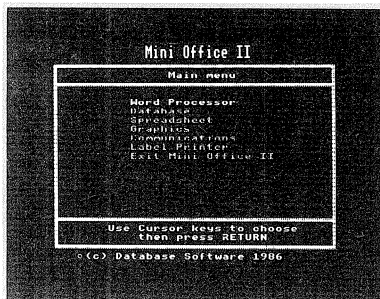 Mini Office II
Main menu
Word Processor
Database
Spreadsheet
Graphics
Communications
Label Printer
Exit Mini Office II
Use Cursor keys to choose
then press RETURN
(c) Database Software 1986